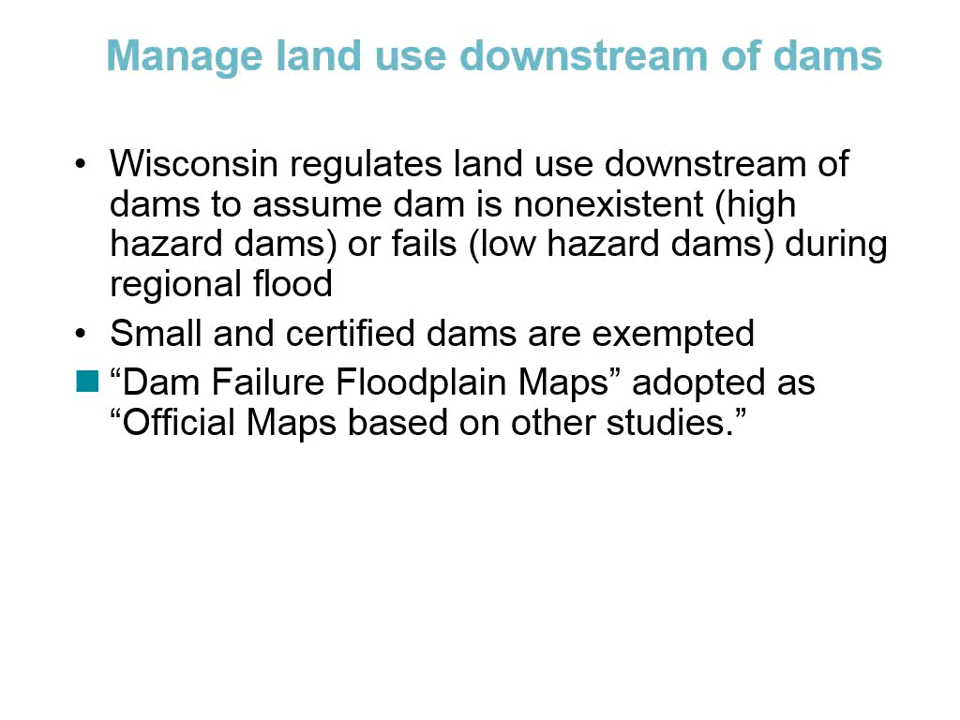 Manage land use downstream of dams
• Wisconsin regulates land use downstream of
dams to assume dam is nonexistent (high
hazard dams) or fails (low hazard dams) during
regional flood
• Small and certified dams are exempted
■ “Dam Failure Floodplain Maps” adopted as
“Official Maps based on other studies.”